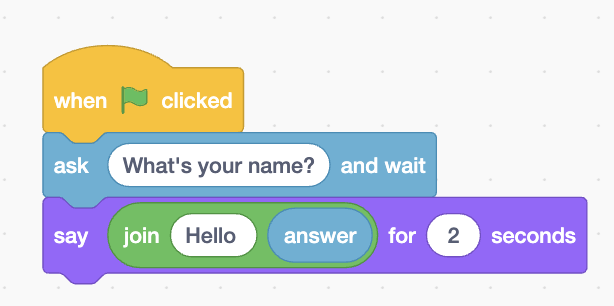 when clicked
ask What's your name? and wait
say join Hello answer for 2 seconds